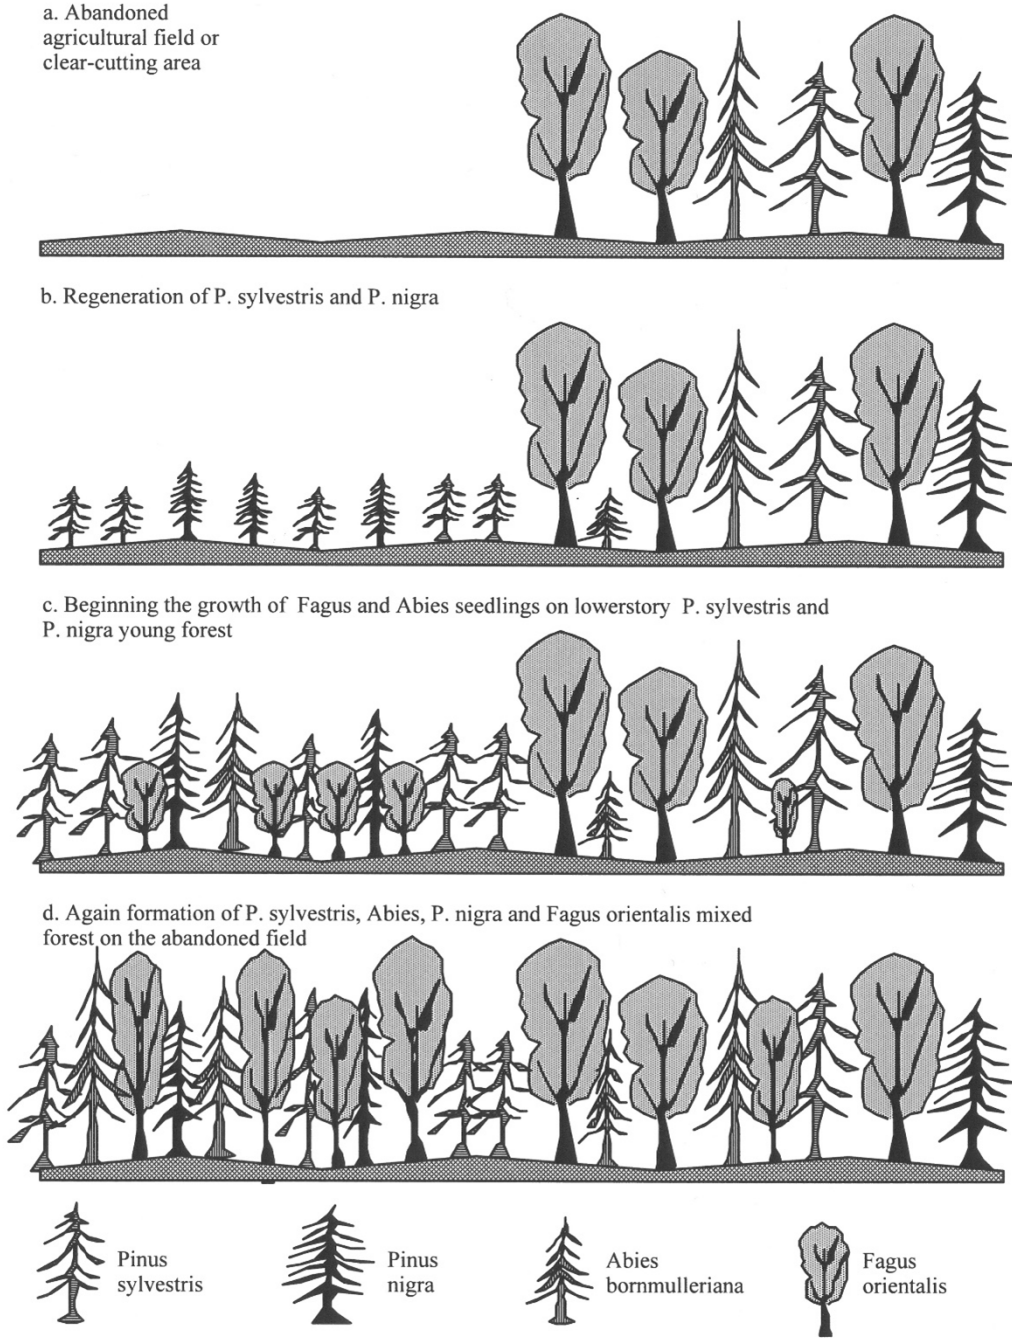 a. Abandoned
agricultural field or
clear-cutting area
b. Regeneration of P. sylvestris and P. nigra
c. Beginning the growth of Fagus and Abies seedlings on lowerstory P. sylvestris and
P. nigra young forest
d. Again formation of P. sylvestris, Abies, P. nigra and Fagus orientalis mixed
forest on the abandoned field
Pinus
sylvestris
Pinus
nigra
Abies
bornmulleriana
Fagus
orientalis